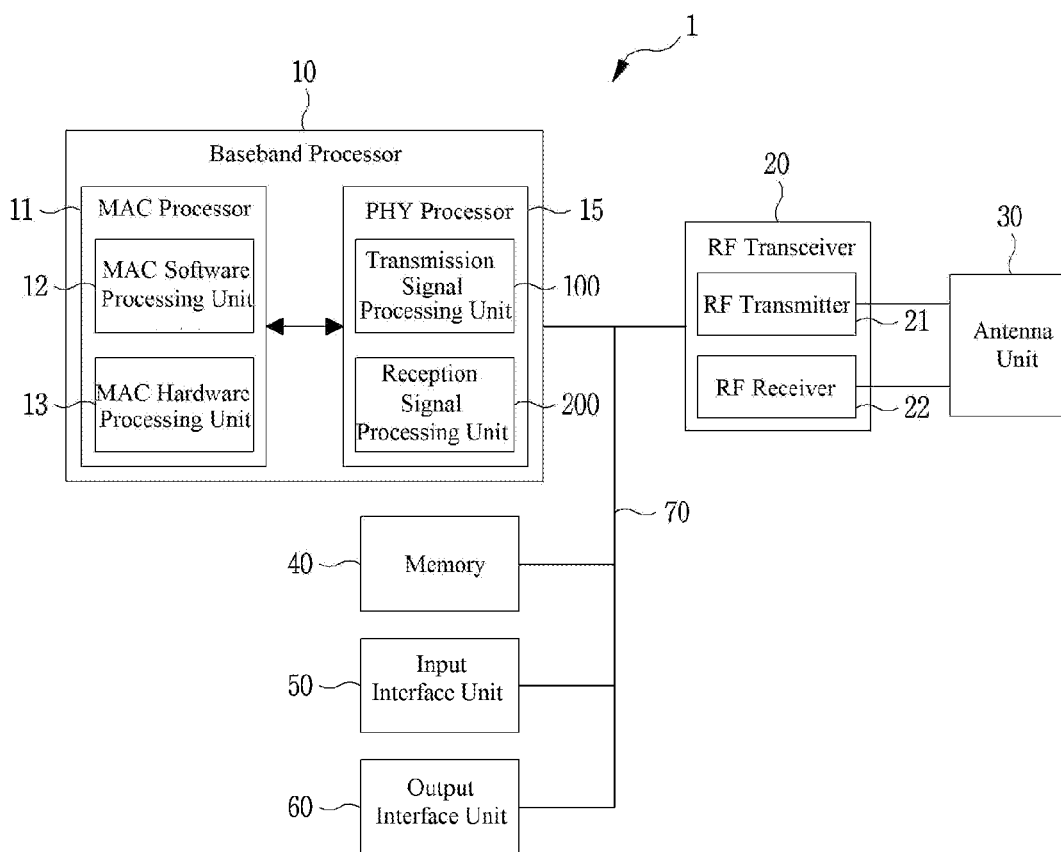 1
10
Baseband Processor
11
MAC Processor
12
MAC Software
Processing Unit
13
MAC Hardware
Processing Unit
PHY Processor
15
Transmission
Signal
Processing Unit
100
Reception
Signal
Processing Unit
200
20
RF Transceiver
RF Transmitter
21
RF Receiver
22
30
Antenna
Unit
70
40
Memory
50
Input
Interface Unit
60
Output
Interface Unit